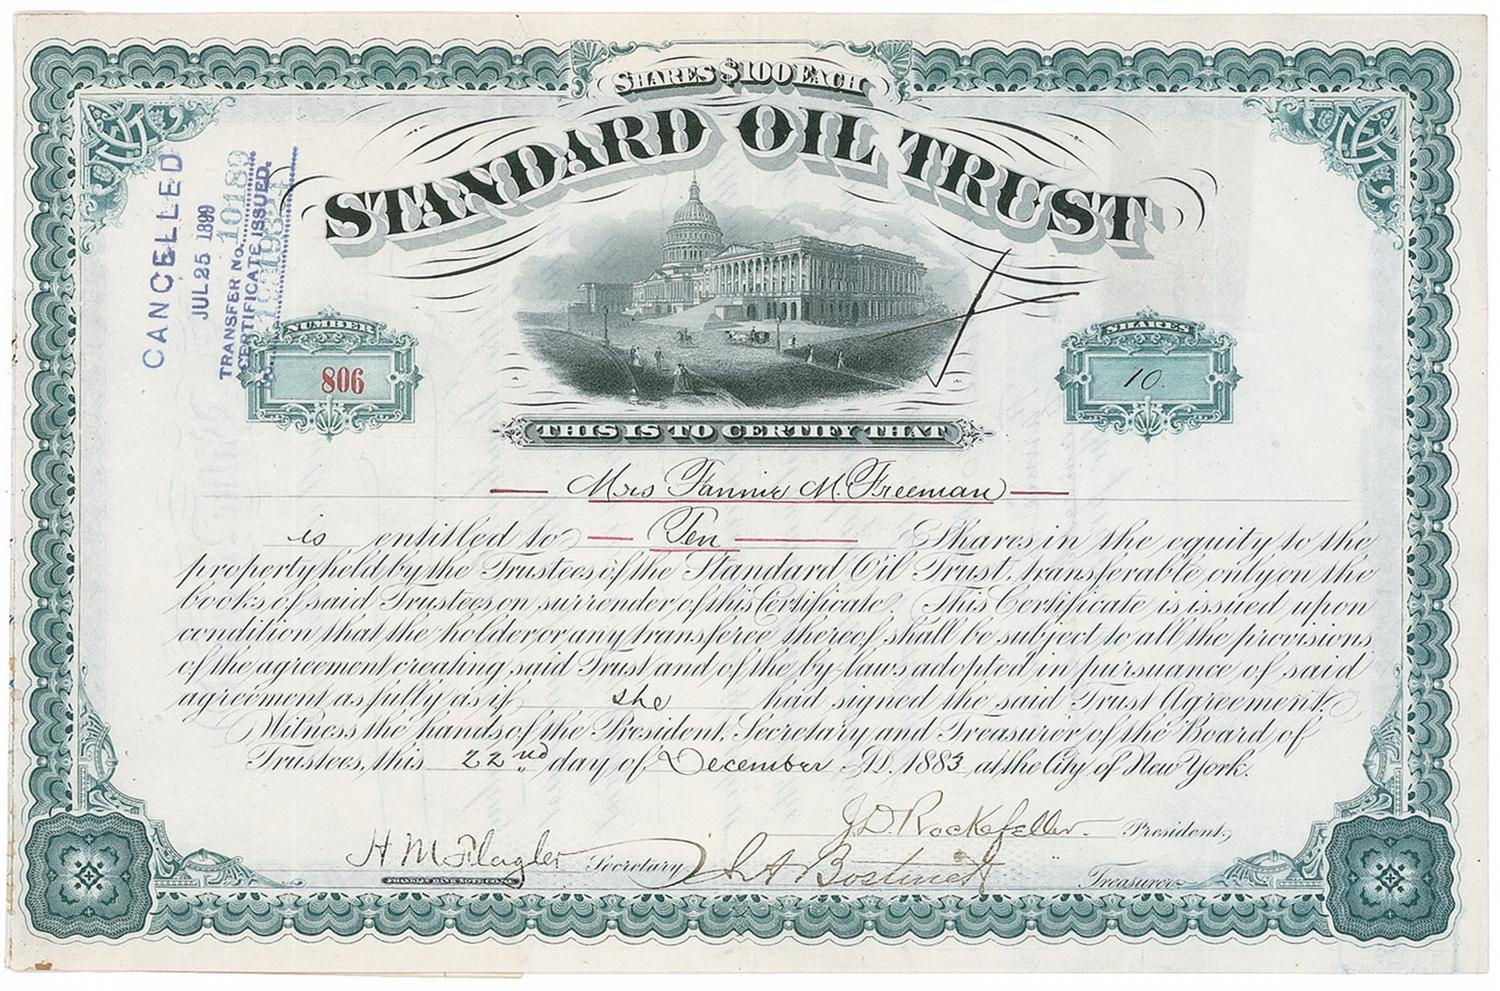 SHARES $100 EACH
STANDARD OIL TRUST
CANCELLED
JUL 25 1899
TRANSFER No. 10189
CERTIFICATE ISSUED.
NUMBER
806
SHARES
10.
THIS IS TO CERTIFY THAT
Mrs Fannie M. Freeman
is entitled to Ten Shares in the equity to the
property held by the Trustees of the Standard Oil Trust, transferable only on the
books of said Trustees on surrender of this Certificate. This Certificate is issued upon
condition that the holder or any transferee thereof shall be subject to all the provisions
of the agreement creating said Trust and of the by-laws adopted in pursuance of said
agreement as fully as if she had signed the said Trust Agreement.
Witness the hands of the President, Secretary and Treasurer of the Board of
Trustees, this 22nd day of December A.D. 1883 at the City of New York.
J.D. Rockefeller President,
H M Flagler Secretary J A Bostwick Treasurer
FRANKLIN BANK NOTE CO. N.Y.